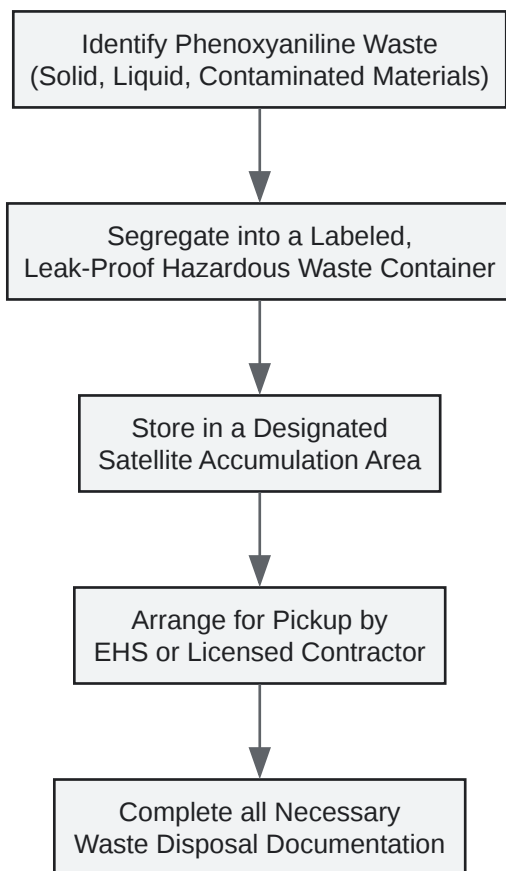 Identify Phenoxyaniline Waste
(Solid, Liquid, Contaminated Materials)
Segregate into a Labeled,
Leak-Proof Hazardous Waste Container
Store in a Designated
Satellite Accumulation Area
Arrange for Pickup by
EHS or Licensed Contractor
Complete all Necessary
Waste Disposal Documentation